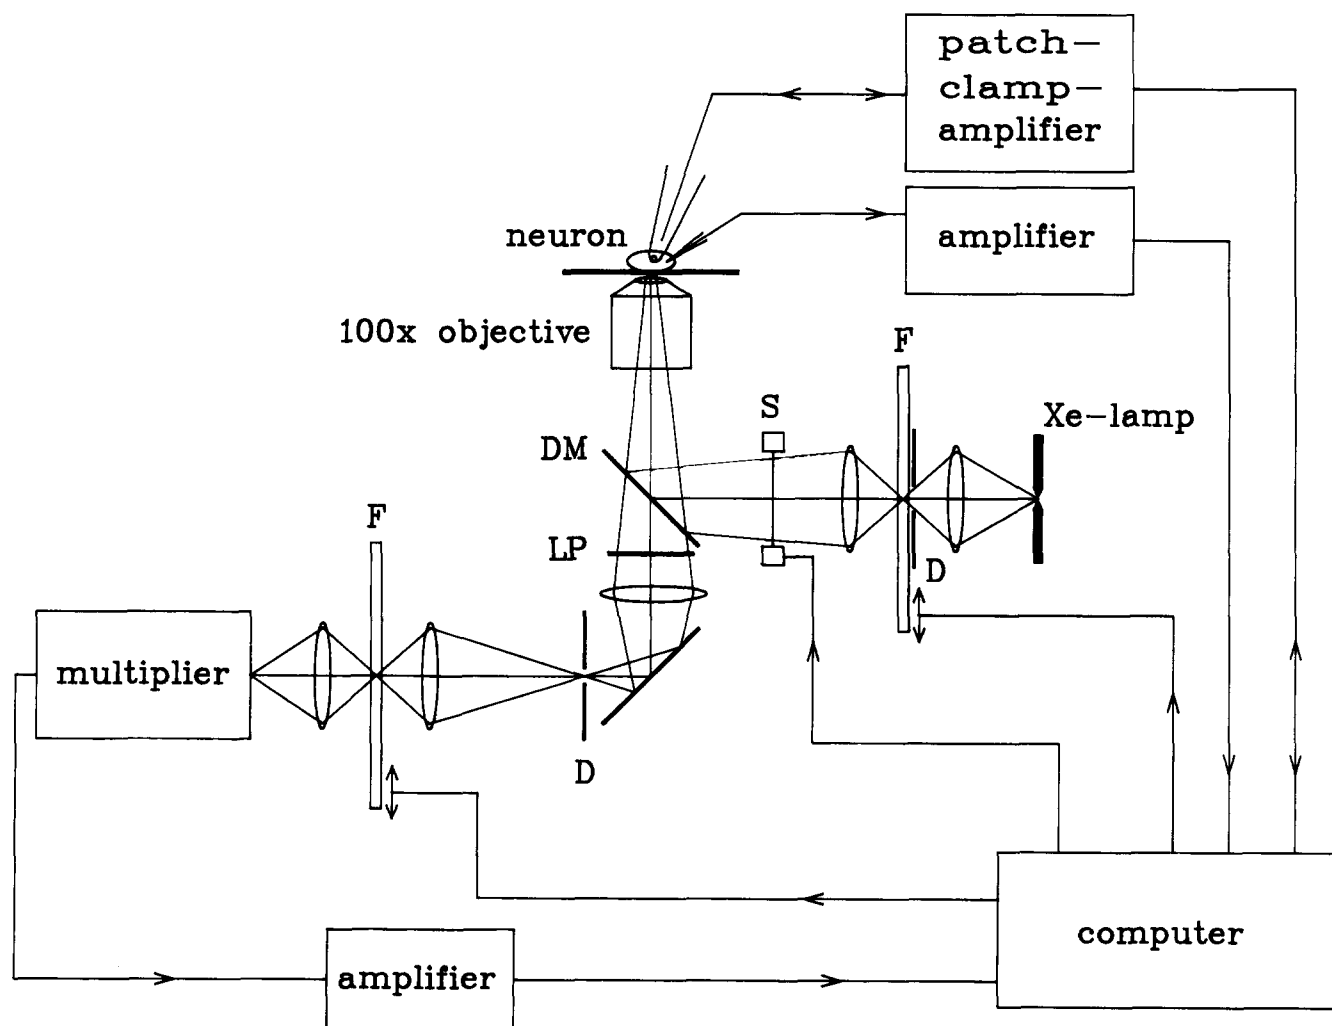 patch-
clamp-
amplifier
neuron
amplifier
100x objective
F
S
Xe-lamp
DM
F
LP
D
multiplier
D
computer
amplifier